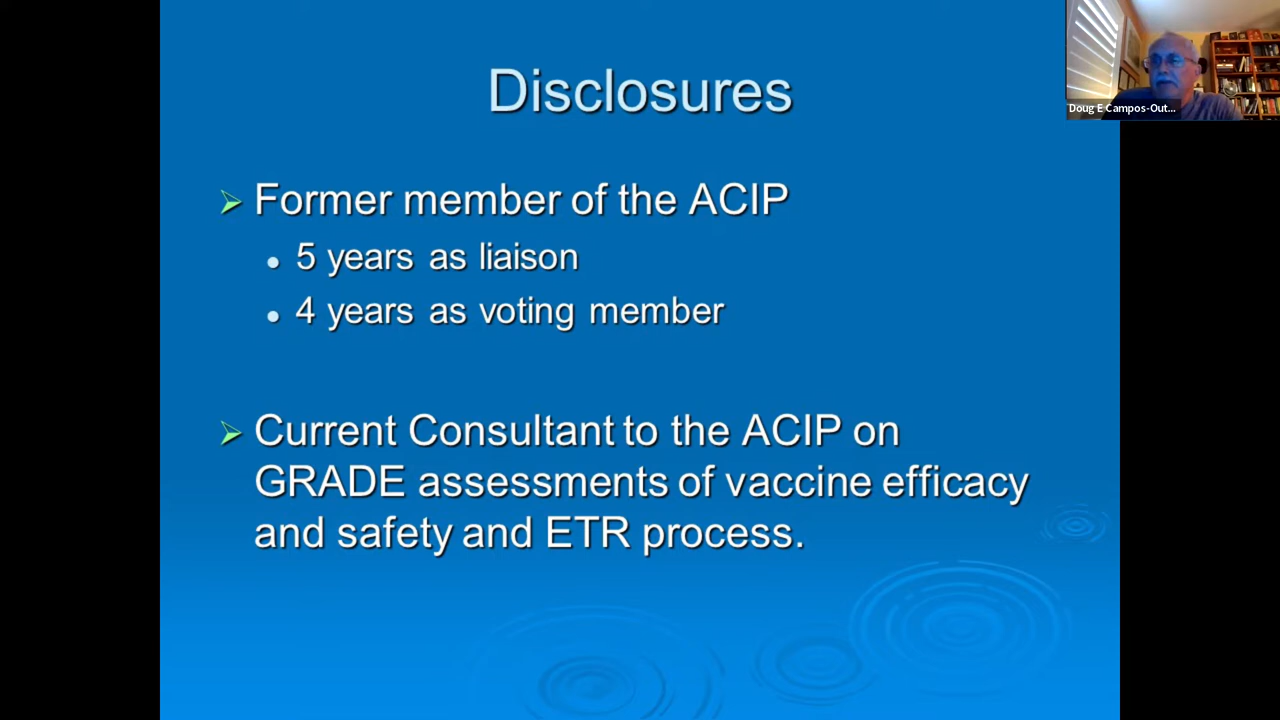 Disclosures
Former member of the ACIP
5 years as liaison
4 years as voting member
Current Consultant to the ACIP on
GRADE assessments of vaccine efficacy
and safety and ETR process.
Doug E Campos-Out...